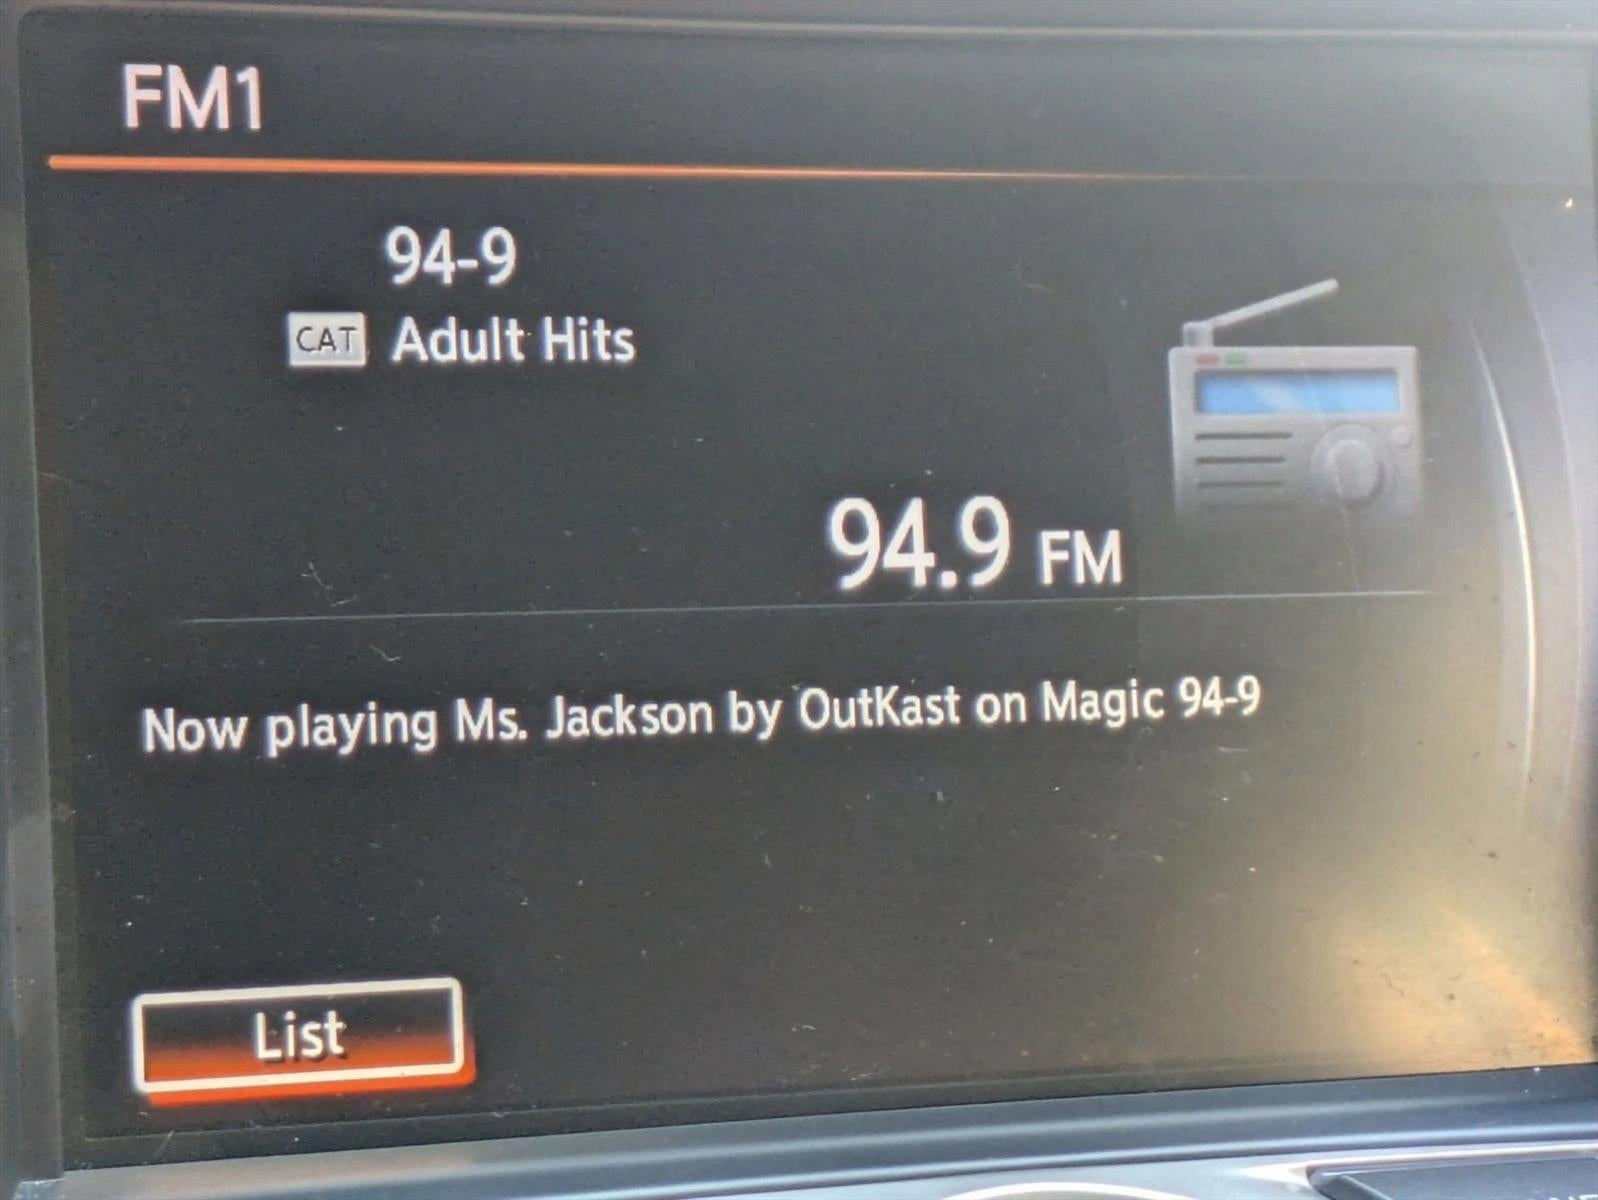 FM1
94-9
CAT Adult Hits
94.9 FM
Now playing Ms. Jackson by OutKast on Magic 94-9
List